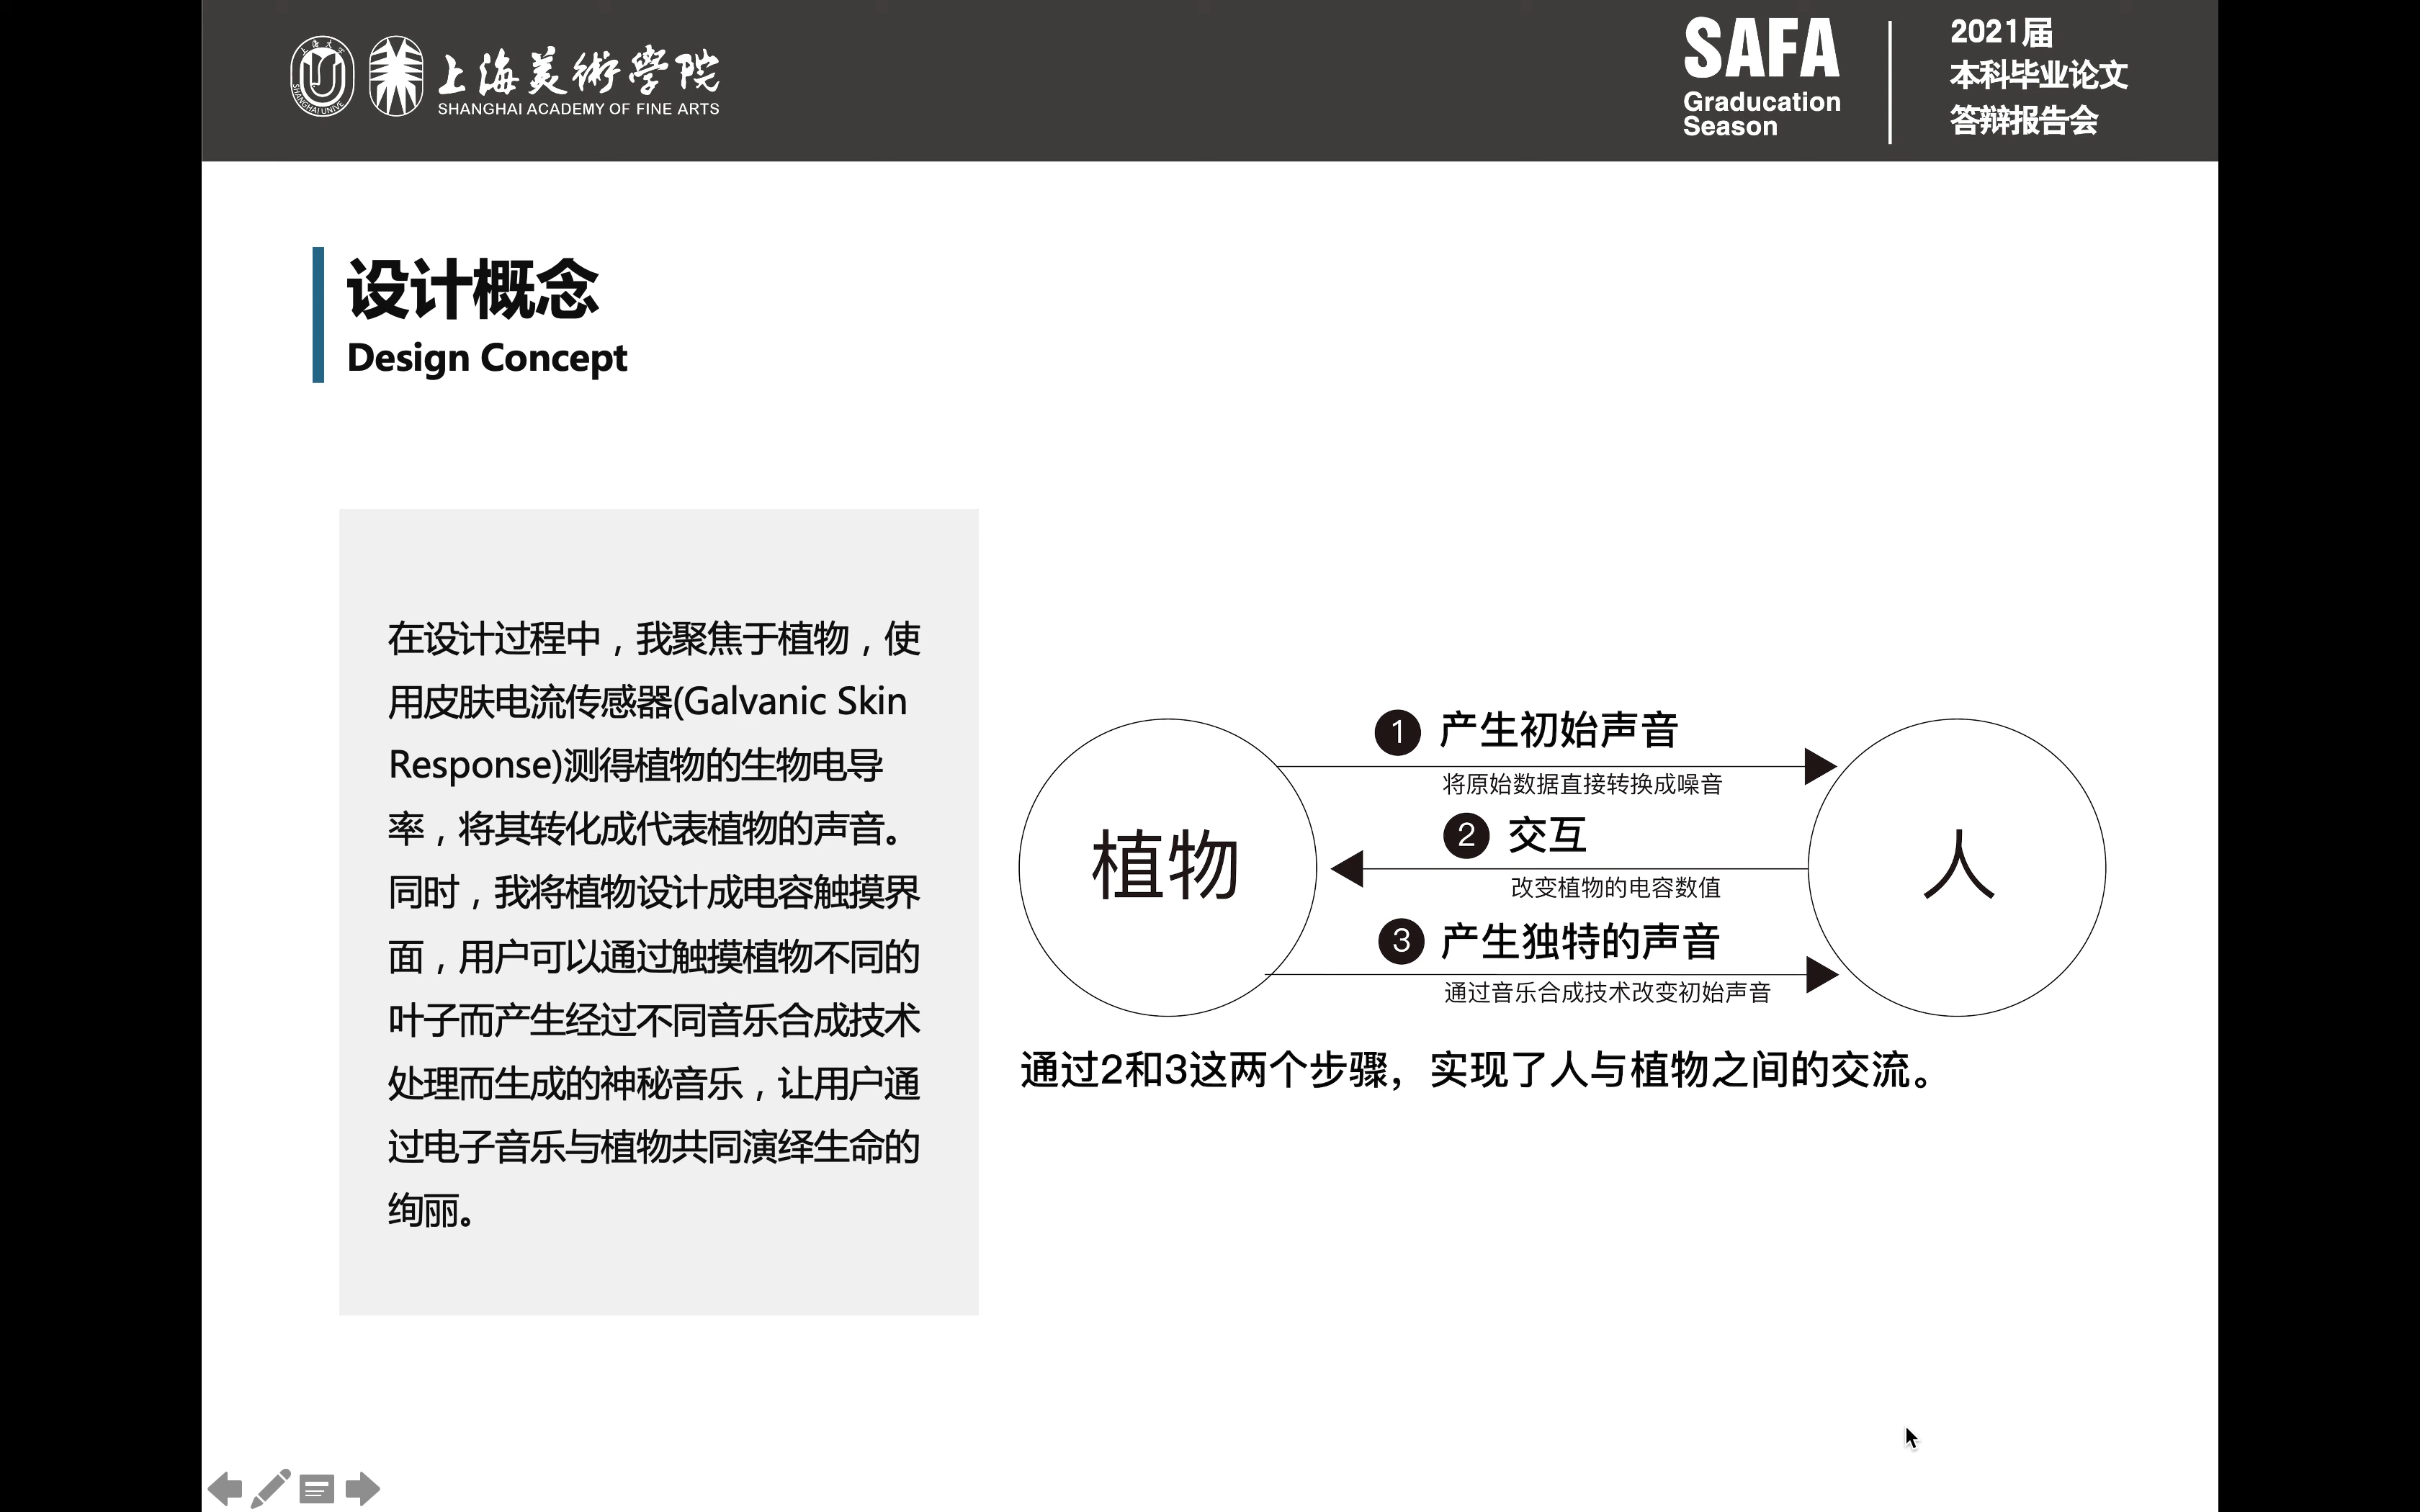 上海大学
SHANGHAI UNIVE
上海美術學院
SHANGHAI ACADEMY OF FINE ARTS
SAFA
Graducation
Season
2021届
本科毕业论文
答辩报告会
设计概念
Design Concept
在设计过程中，我聚焦于植物，使
用皮肤电流传感器(Galvanic Skin
Response)测得植物的生物电导
率，将其转化成代表植物的声音。
同时，我将植物设计成电容触摸界
面，用户可以通过触摸植物不同的
叶子而产生经过不同音乐合成技术
处理而生成的神秘音乐，让用户通
过电子音乐与植物共同演绎生命的
绚丽。
植物
1 产生初始声音
将原始数据直接转换成噪音
2 交互
改变植物的电容数值
3 产生独特的声音
通过音乐合成技术改变初始声音
人
通过2和3这两个步骤，实现了人与植物之间的交流。